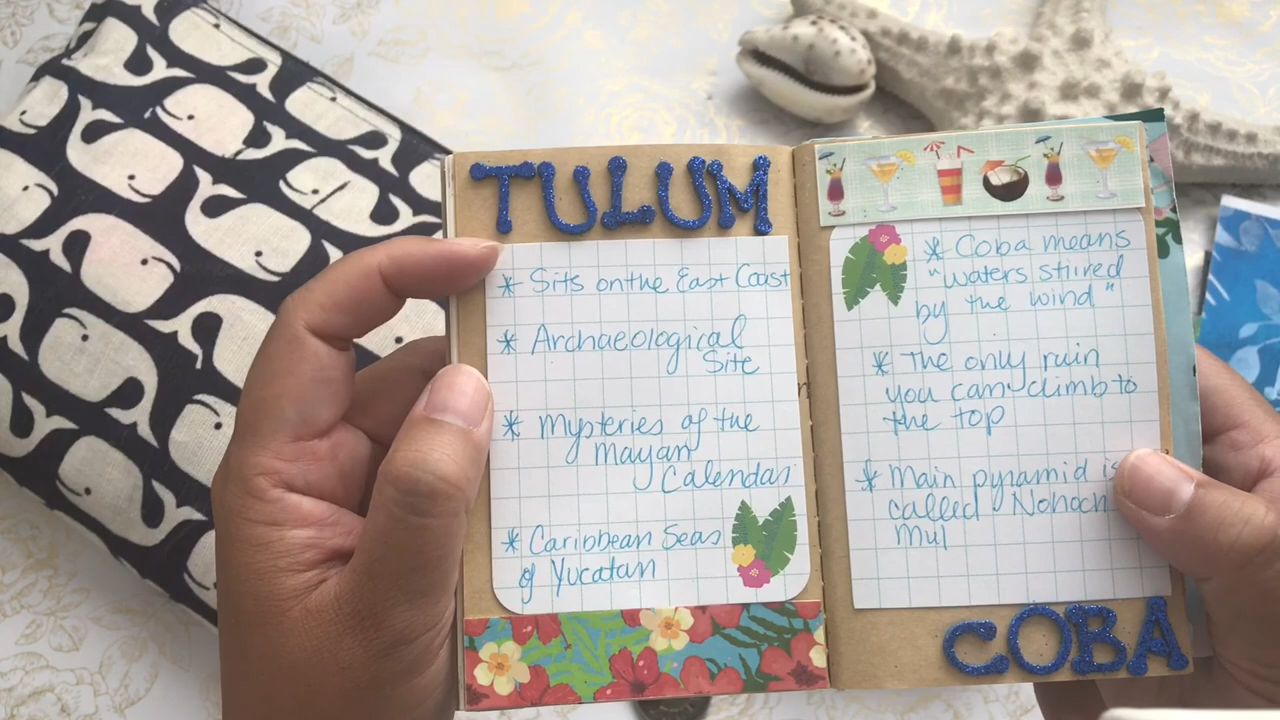 TULUM
* Sits on the East Coast
* Archaeological
Site
* Mysteries of the
Mayan
Calendar
* Caribbean Seas
of Yucatan
* Coba means
"waters stiired
by the wind"
* The only ruin
you can climb to
the top
* Main pyramid is
called Nohoch
Mul
COBA